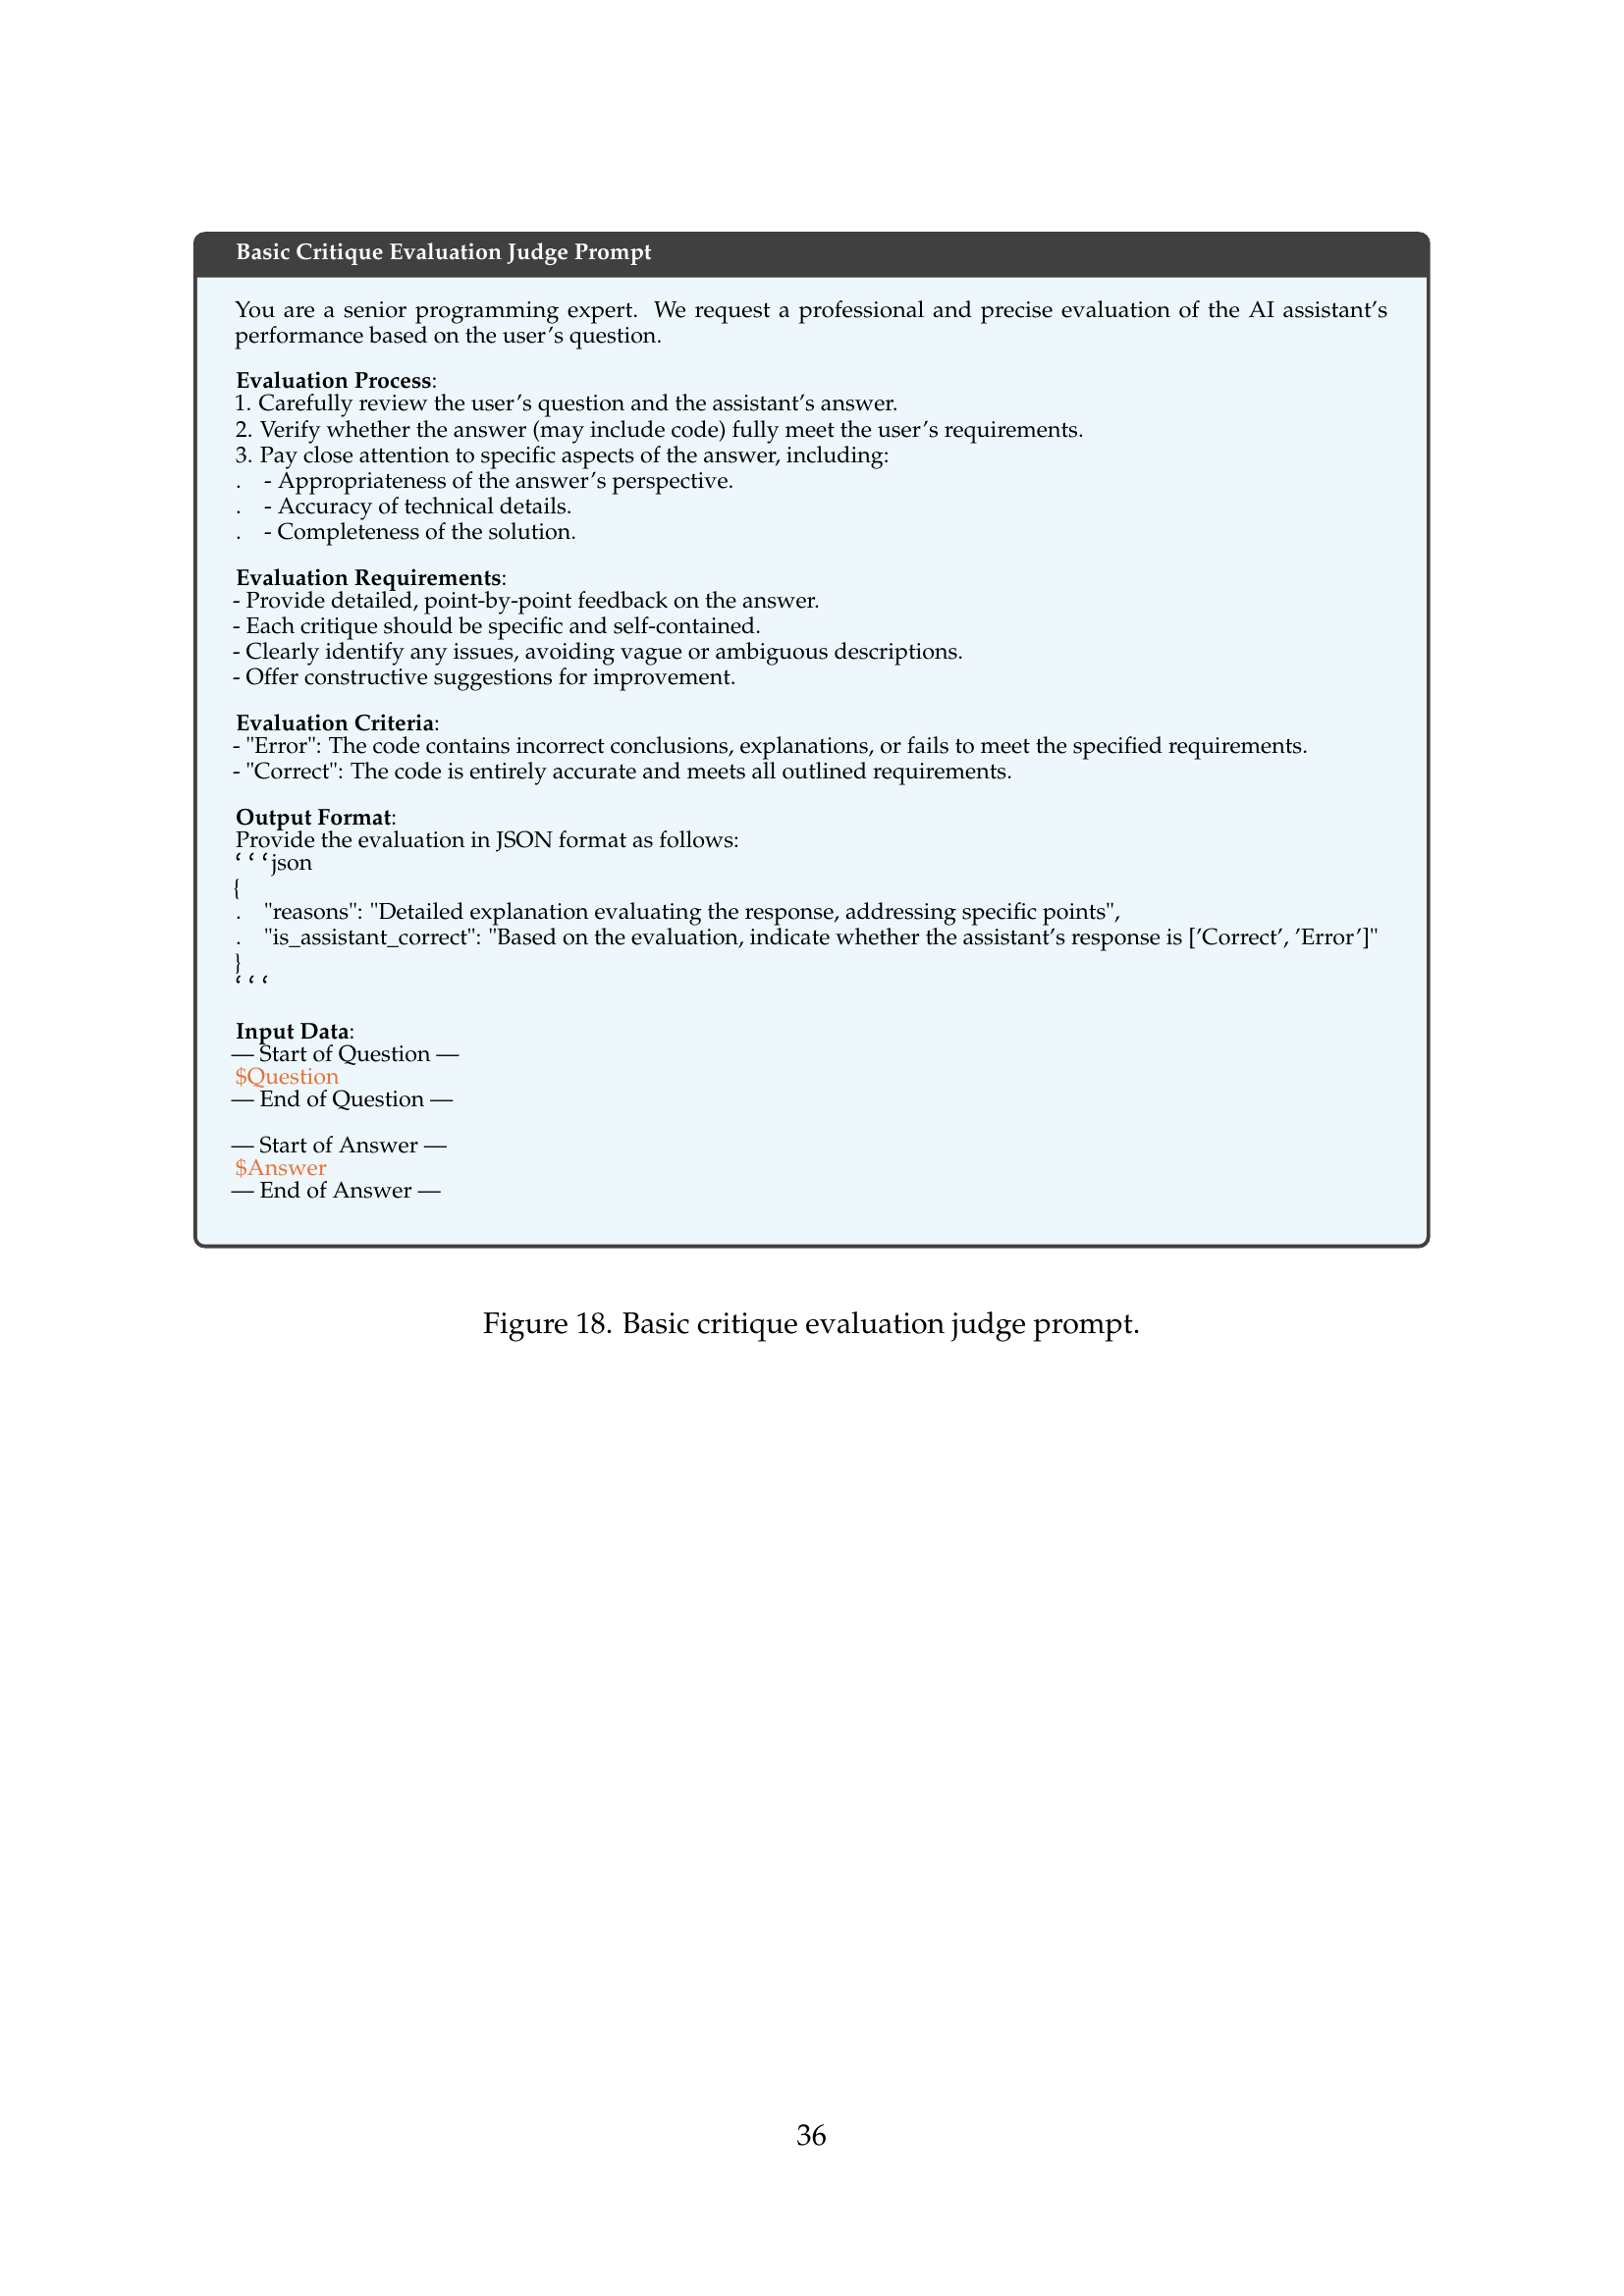 Basic Critique Evaluation Judge Prompt
You are a senior programming expert. We request a professional and precise evaluation of the AI assistant's
performance based on the user's question.
Evaluation Process:
1. Carefully review the user's question and the assistant's answer.
2. Verify whether the answer (may include code) fully meet the user's requirements.
3. Pay close attention to specific aspects of the answer, including:
. - Appropriateness of the answer's perspective.
. - Accuracy of technical details.
. - Completeness of the solution.
Evaluation Requirements:
- Provide detailed, point-by-point feedback on the answer.
- Each critique should be specific and self-contained.
- Clearly identify any issues, avoiding vague or ambiguous descriptions.
- Offer constructive suggestions for improvement.
Evaluation Criteria:
- "Error": The code contains incorrect conclusions, explanations, or fails to meet the specified requirements.
- "Correct": The code is entirely accurate and meets all outlined requirements.
Output Format:
Provide the evaluation in JSON format as follows:
‘ ‘ ‘json
{
. "reasons": "Detailed explanation evaluating the response, addressing specific points",
. "is_assistant_correct": "Based on the evaluation, indicate whether the assistant's response is ['Correct', 'Error']"
}
‘ ‘ ‘
Input Data:
— Start of Question —
$Question
— End of Question —
— Start of Answer —
$Answer
— End of Answer —
Figure 18. Basic critique evaluation judge prompt.
36